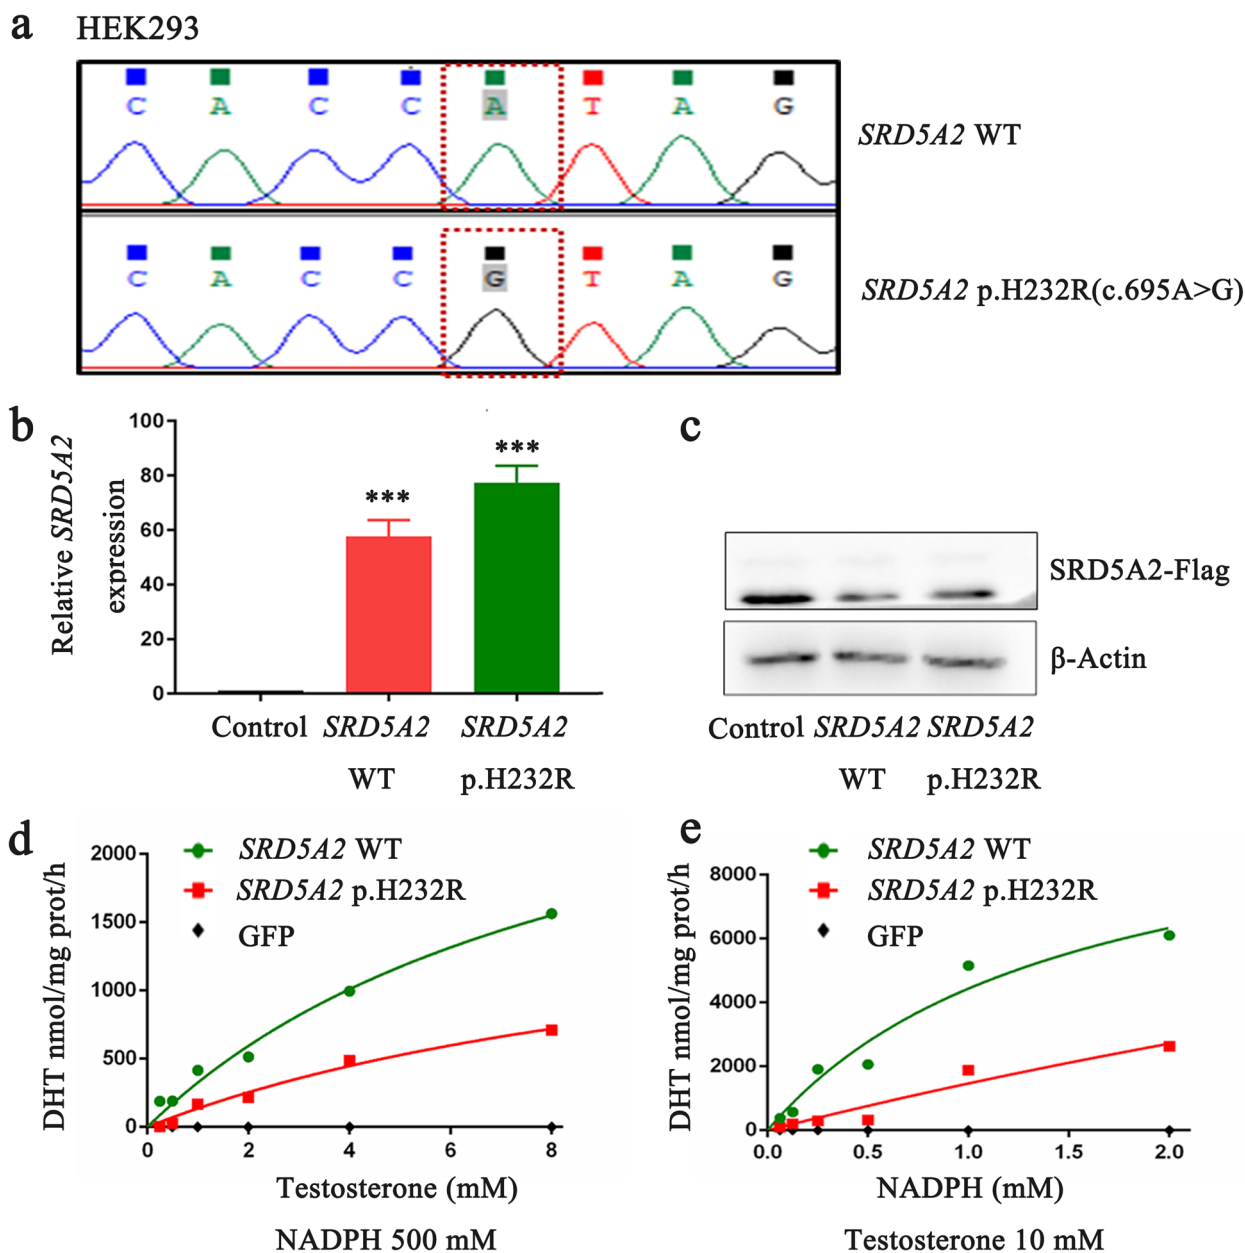 a HEK293
C A C C A T A G
SRD5A2 WT
C A C C G T A G
SRD5A2 p.H232R(c.695A>G)
b
Relative SRD5A2
expression
100
80
60
40
20
0
***
***
Control SRD5A2 SRD5A2
WT p.H232R
c
SRD5A2-Flag
β-Actin
Control SRD5A2 SRD5A2
WT p.H232R
d
DHT nmol/mg prot/h
2000
1500
1000
500
0
SRD5A2 WT
SRD5A2 p.H232R
GFP
0 2 4 6 8
Testosterone (mM)
NADPH 500 mM
e
DHT nmol/mg prot/h
8000
6000
4000
2000
0
SRD5A2 WT
SRD5A2 p.H232R
GFP
0.0 0.5 1.0 1.5 2.0
NADPH (mM)
Testosterone 10 mM